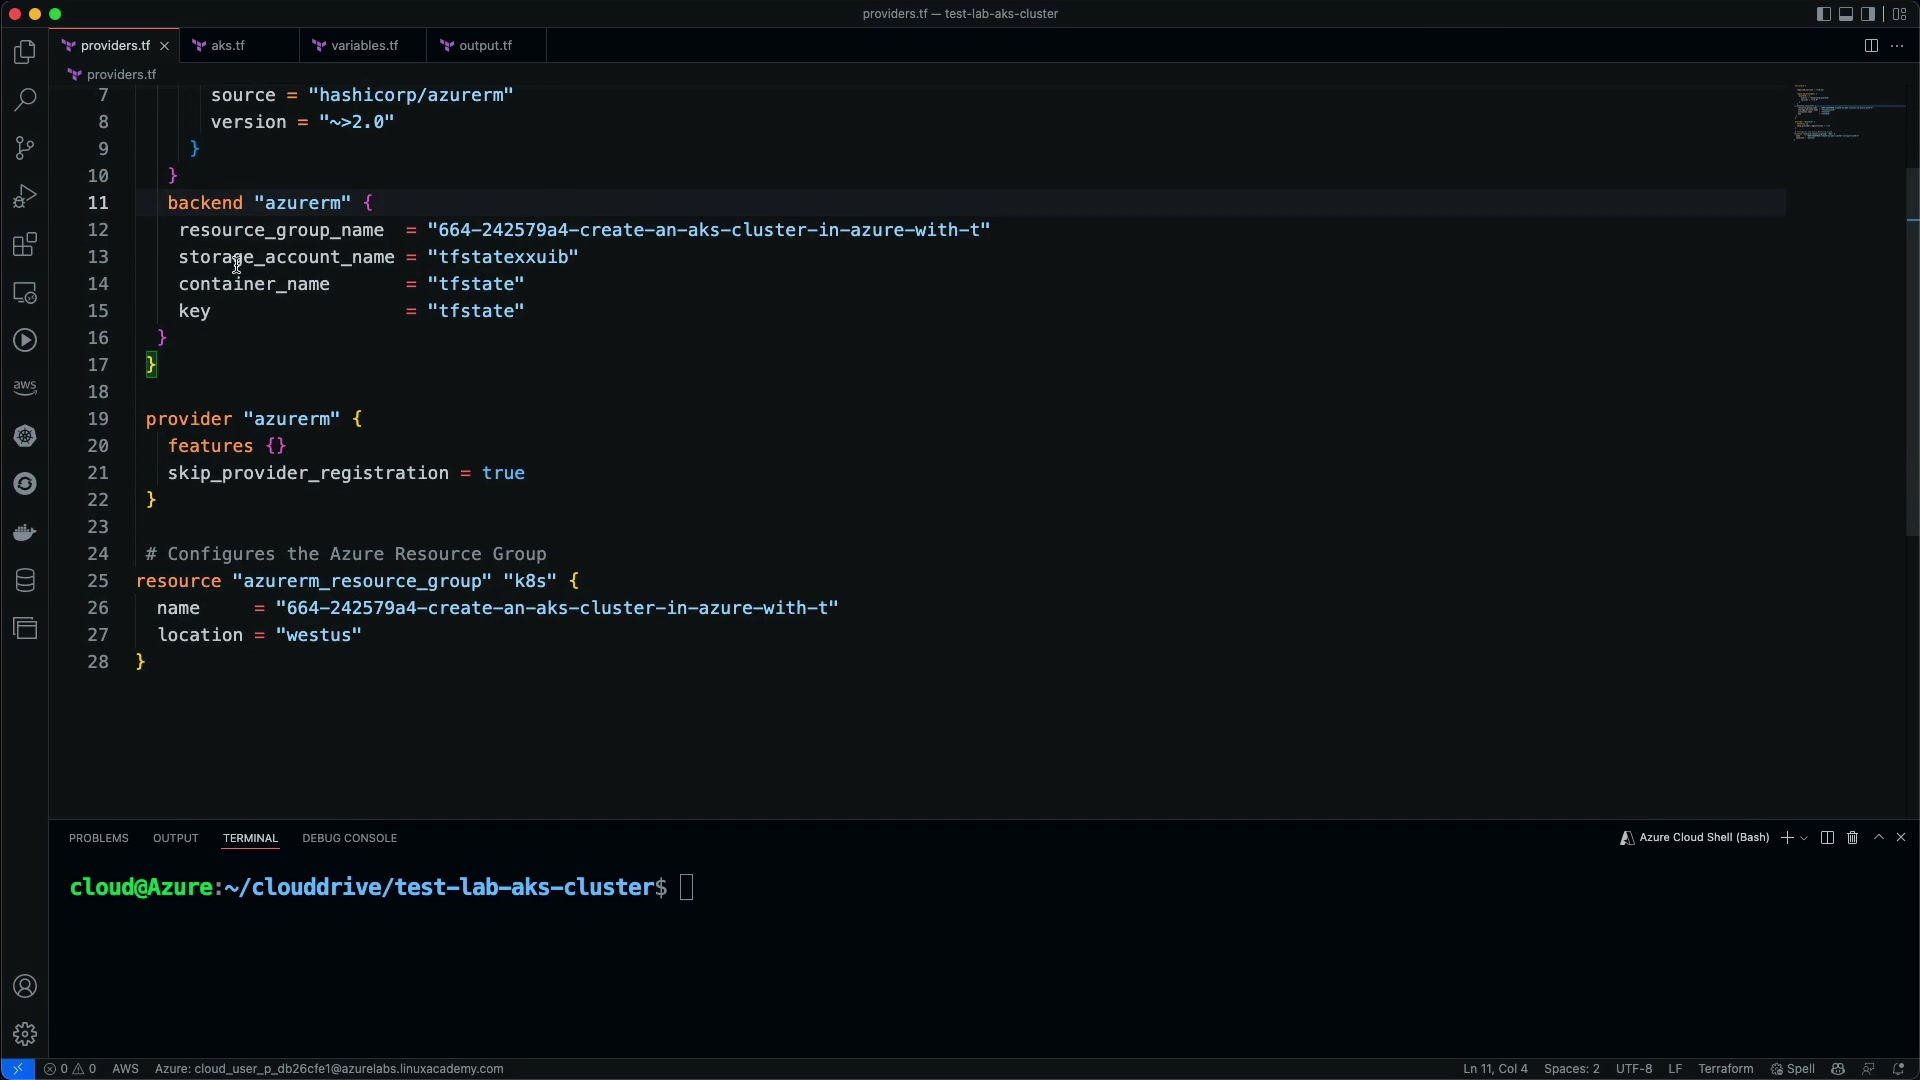 providers.tf — test-lab-aks-cluster
providers.tf
aks.tf
variables.tf
output.tf
providers.tf
7 source = "hashicorp/azurerm"
8 version = "~>2.0"
9 }
10 }
11 backend "azurerm" {
12 resource_group_name = "664-242579a4-create-an-aks-cluster-in-azure-with-t"
13 storage_account_name = "tfstatexxuib"
14 container_name = "tfstate"
15 key = "tfstate"
16 }
17 }
18
19 provider "azurerm" {
20 features {}
21 skip_provider_registration = true
22 }
23
24 # Configures the Azure Resource Group
25 resource "azurerm_resource_group" "k8s" {
26 name = "664-242579a4-create-an-aks-cluster-in-azure-with-t"
27 location = "westus"
28 }
aws
PROBLEMS OUTPUT TERMINAL DEBUG CONSOLE
Azure Cloud Shell (Bash)
cloud@Azure:~/clouddrive/test-lab-aks-cluster$
0 0 AWS Azure: cloud_user_p_db26cfe1@azurelabs.linuxacademy.com
Ln 11, Col 4 Spaces: 2 UTF-8 LF Terraform Spell